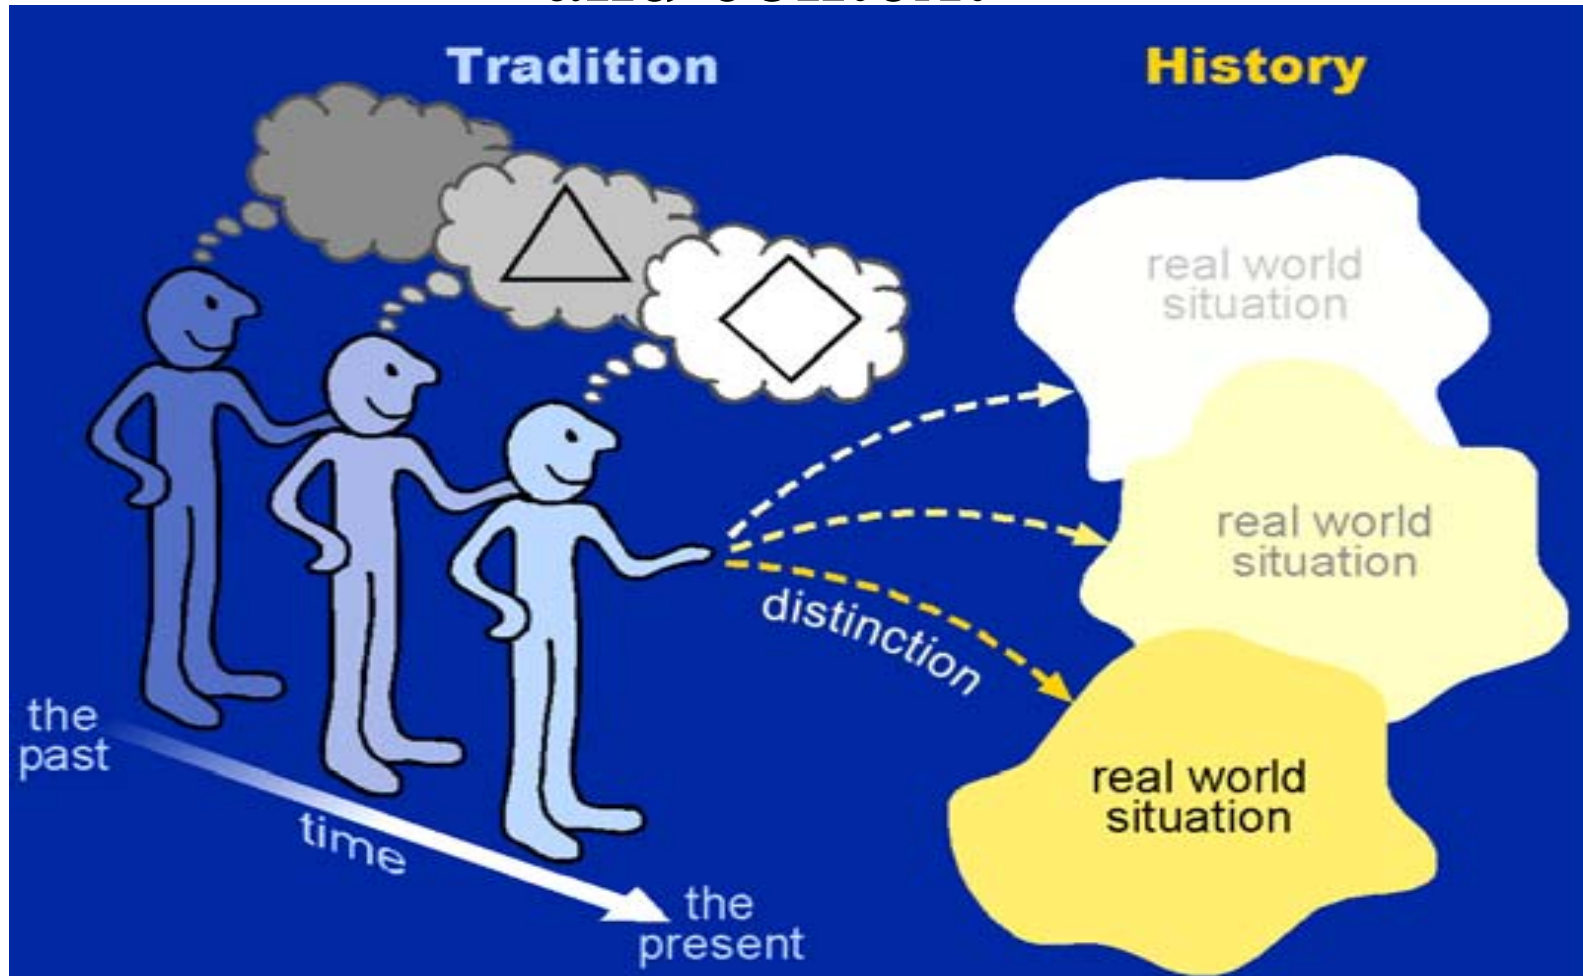 Tradition
History
real world
situation
real world
situation
distinction
real world
situation
the
past
time
the
present